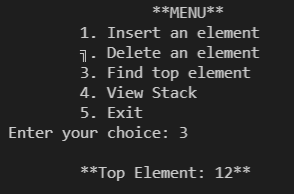 **MENU**
1. Insert an element
╗. Delete an element
3. Find top element
4. View Stack
5. Exit
Enter your choice: 3
**Top Element: 12**